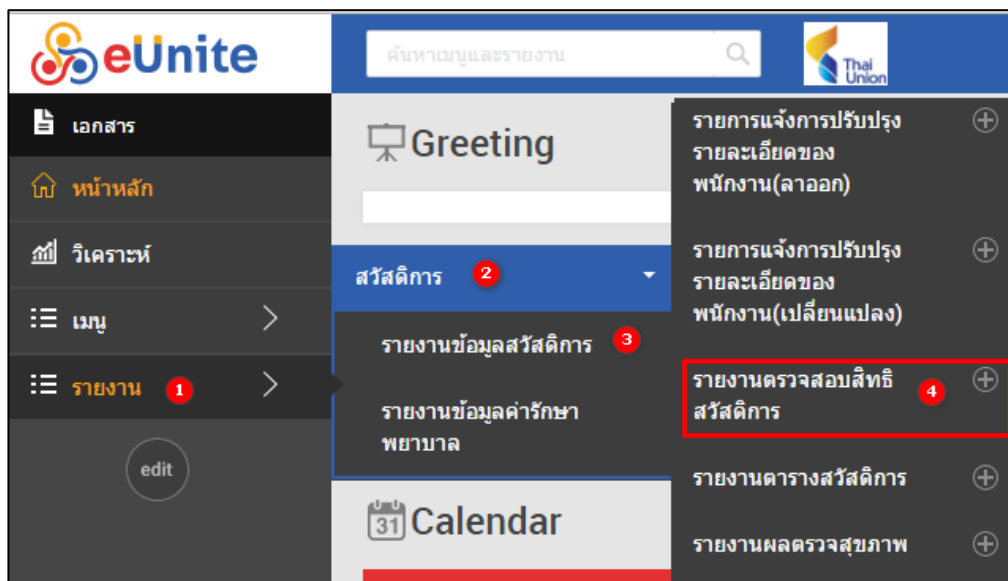 eUnite
ค้นหาเมนูและรายงาน
Thai
Union
เอกสาร
หน้าหลัก
วิเคราะห์
เมนู
รายงาน 1
edit
Greeting
สวัสดิการ 2
รายงานข้อมูลสวัสดิการ 3
รายงานข้อมูลค่ารักษา
พยาบาล
31 Calendar
รายการแจ้งการปรับปรุง
รายละเอียดของ
พนักงาน(ลาออก)
รายการแจ้งการปรับปรุง
รายละเอียดของ
พนักงาน(เปลี่ยนแปลง)
รายงานตรวจสอบสิทธิ 4
สวัสดิการ
รายงานตารางสวัสดิการ
รายงานผลตรวจสุขภาพ